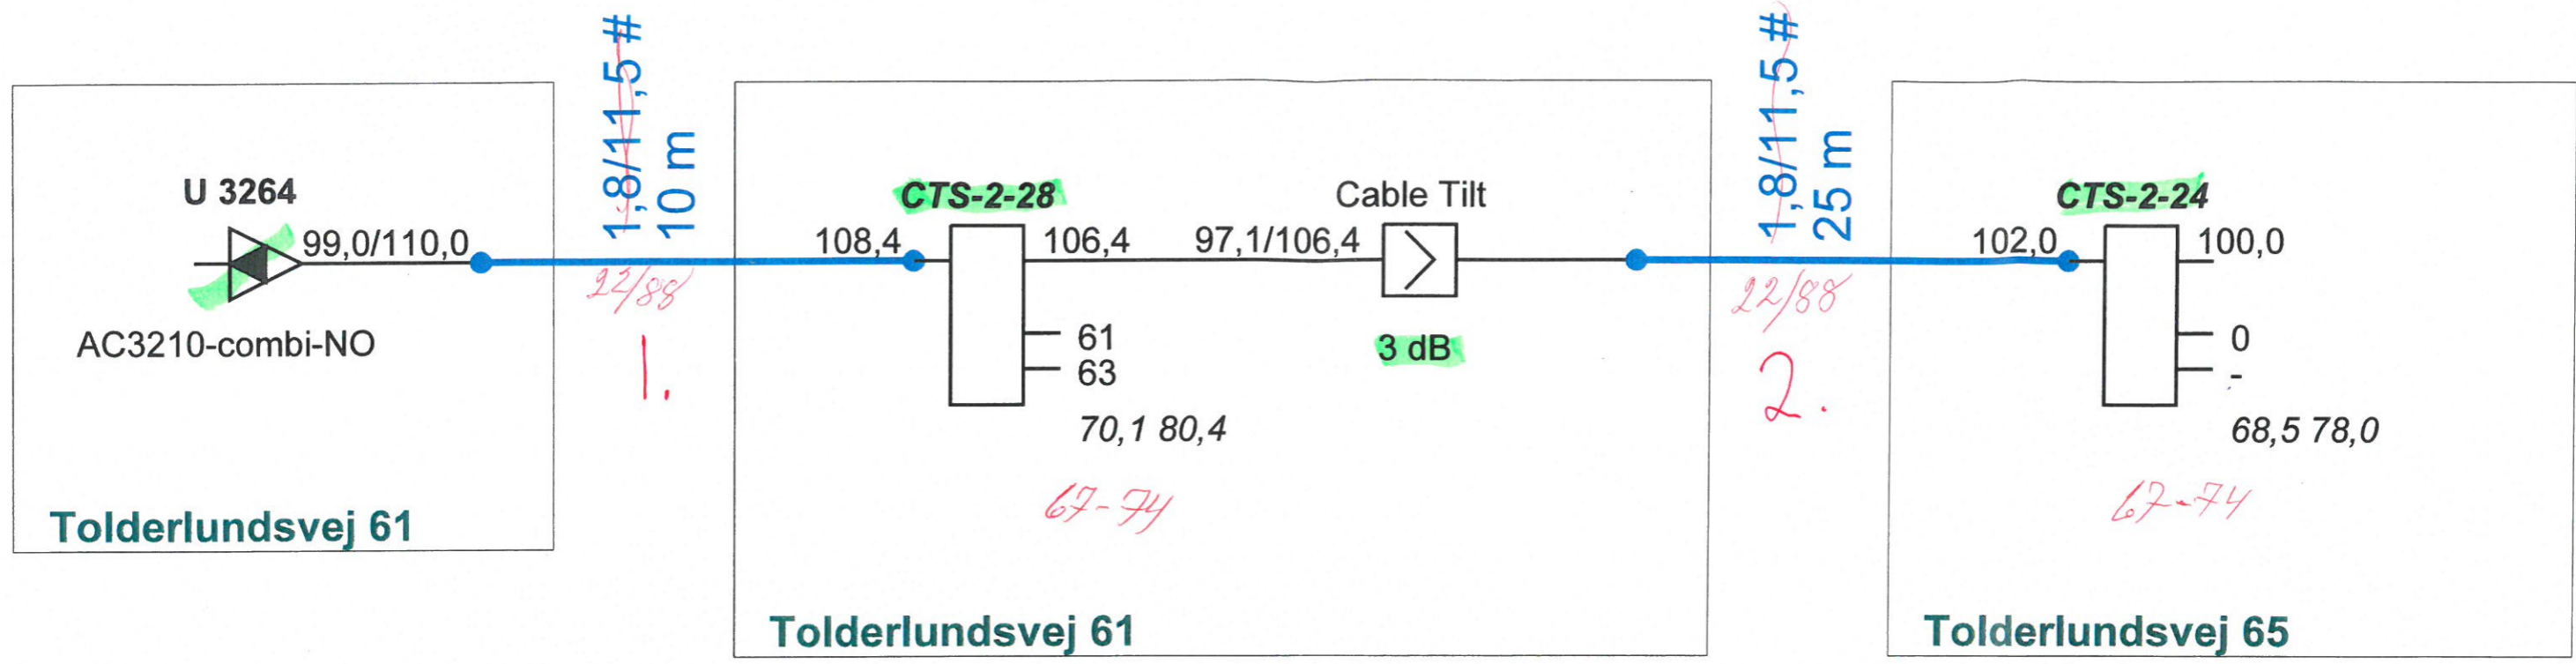 U 3264
99,0/110,0
AC3210-combi-NO
Tolderlundsvej 61
1,8/11,5 #
10 m
22/88
1.
CTS-2-28
108,4
106,4
97,1/106,4
Cable Tilt
3 dB
61
63
70,1 80,4
67-74
Tolderlundsvej 61
1,8/11,5 #
25 m
22/88
2.
CTS-2-24
102,0
100,0
0
-
68,5 78,0
67-74
Tolderlundsvej 65